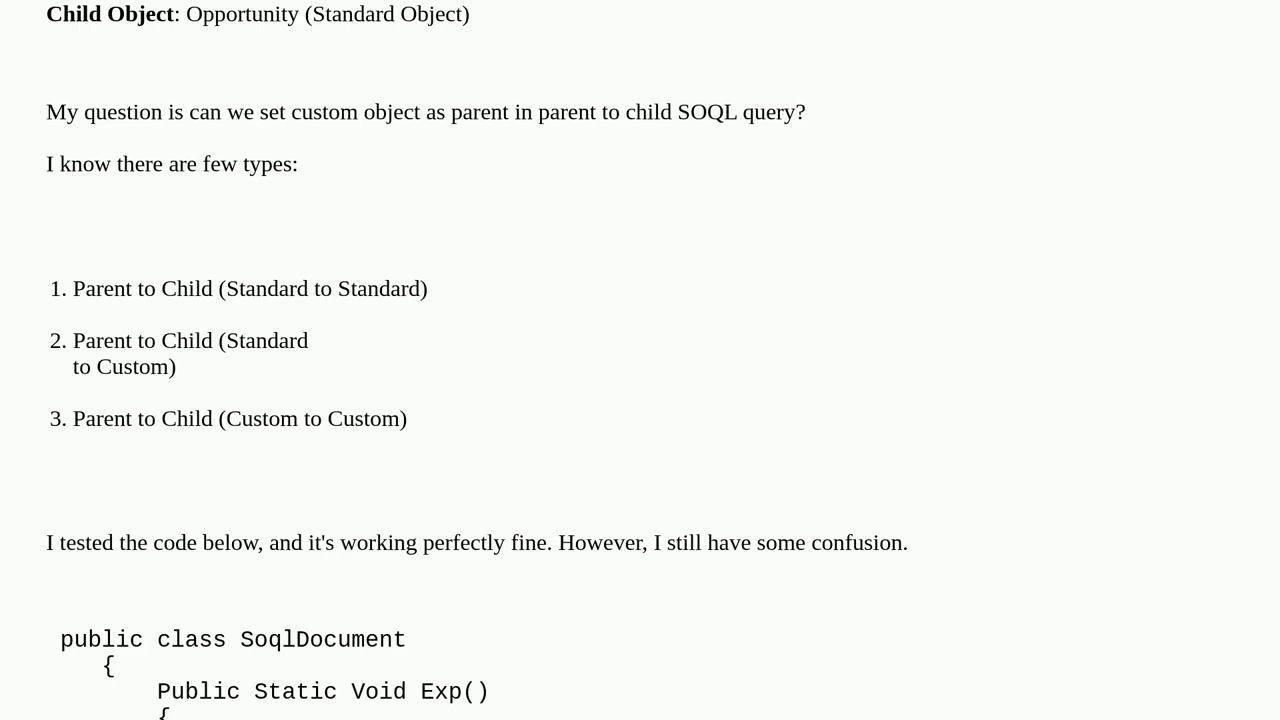 Child Object: Opportunity (Standard Object)
My question is can we set custom object as parent in parent to child SOQL query?
I know there are few types:
1. Parent to Child (Standard to Standard)
2. Parent to Child (Standard
to Custom)
3. Parent to Child (Custom to Custom)
I tested the code below, and it's working perfectly fine. However, I still have some confusion.
public class SoqlDocument
{
Public Static Void Exp()
{